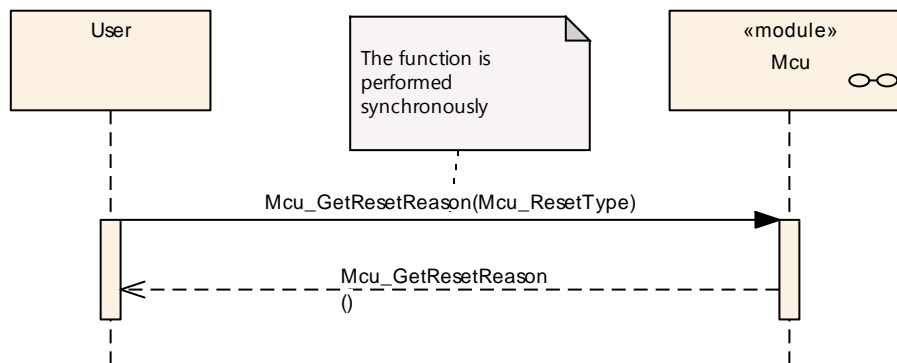 User
The function is
performed
synchronously
«module»
Mcu
Mcu_GetResetReason(Mcu_ResetType)
Mcu_GetResetReason
()